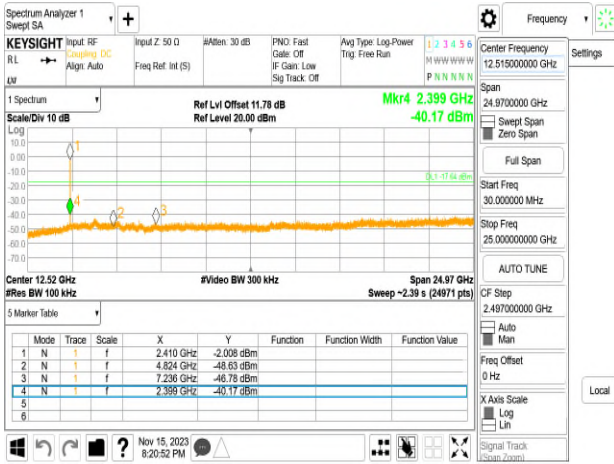 Spectrum Analyzer 1
Swept SA
Frequency
KEYSIGHT
RL
Input: RF
Coupling: DC
Align: Auto
Input Z: 50 Ω
Freq Ref: Int (S)
#Atten: 30 dB
PNO: Fast
Gate: Off
IF Gain: Low
Sig Track: Off
Avg Type: Log-Power
Trig: Free Run
1 2 3 4 5 6
M W W W W W
P N N N N N
Center Frequency
12.515000000 GHz
Settings
1 Spectrum
Scale/Div 10 dB
Ref Lvl Offset 11.78 dB
Ref Level 20.00 dBm
Mkr4 2.399 GHz
-40.17 dBm
Span
24.9700000 GHz
Swept Span
Zero Span
Full Span
Start Freq
30.000000 MHz
Stop Freq
25.000000000 GHz
AUTO TUNE
CF Step
2.497000000 GHz
Auto
Man
Freq Offset
0 Hz
X Axis Scale
Log
Lin
Local
Signal Track
(Span Zoom)
Log
10.0
0.00
-10.0
-20.0
-30.0
-40.0
-50.0
-60.0
-70.0
DL1 -17.64 dBm
1
4
2
3
Center 12.52 GHz
#Res BW 100 kHz
#Video BW 300 kHz
Span 24.97 GHz
Sweep ~2.39 s (24971 pts)
5 Marker Table
Mode Trace Scale X Y Function Function Width Function Value
1 N 1 f 2.410 GHz -2.008 dBm
2 N 1 f 4.824 GHz -48.63 dBm
3 N 1 f 7.236 GHz -46.78 dBm
4 N 1 f 2.399 GHz -40.17 dBm
5
6
?
Nov 15, 2023
8:20:52 PM